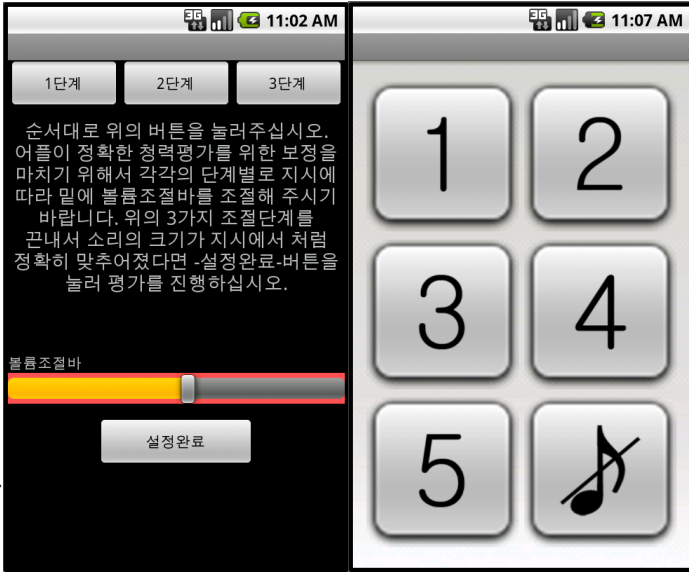 3G 11:02 AM
1단계 2단계 3단계
순서대로 위의 버튼을 눌러주십시오.
어플이 정확한 청력평가를 위한 보정을
마치기 위해서 각각의 단계별로 지시에
따라 밑에 볼륨조절바를 조절해 주시기
바랍니다. 위의 3가지 조절단계를
끈내서 소리의 크기가 지시에서 처럼
정확히 맞추어졌다면 -설정완료-버튼을
눌러 평가를 진행하십시오.
볼륨조절바
설정완료
3G 11:07 AM
1 2
3 4
5